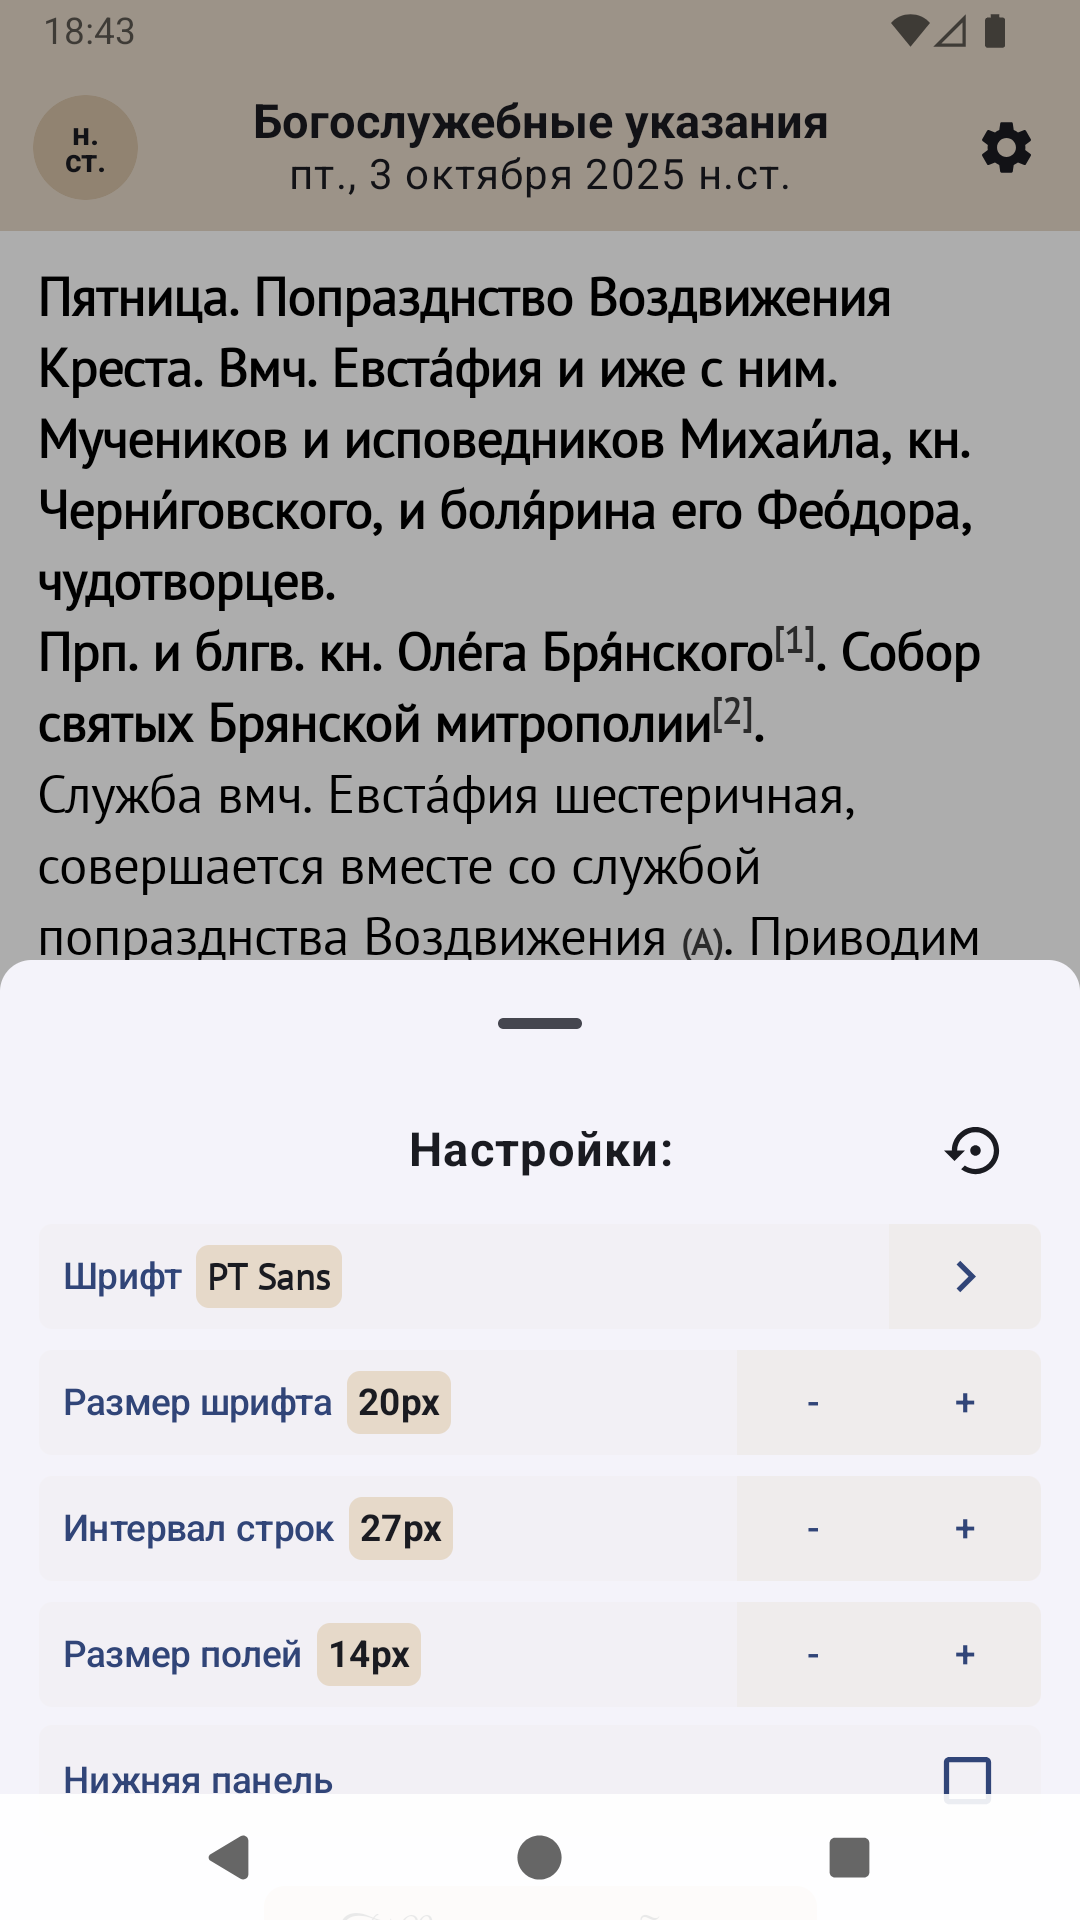 18:43
н.
ст.
Богослужебные указания
пт., 3 октября 2025 н.ст.
Пятница. Попразднство Воздвижения
Креста. Вмч. Евста́фия и иже с ним.
Мучеников и исповедников Михаи́ла, кн.
Черни́говского, и боля́рина его Фео́дора,
чудотворцев.
Прп. и блгв. кн. Оле́га Бря́нского[1]. Собор
святых Брянской митрополии[2].
Служба вмч. Евста́фия шестеричная,
совершается вместе со службой
попразднства Воздвижения (А). Приводим
Настройки:
Шрифт PT Sans
Размер шрифта 20px - +
Интервал строк 27px - +
Размер полей 14px - +
Нижняя панель